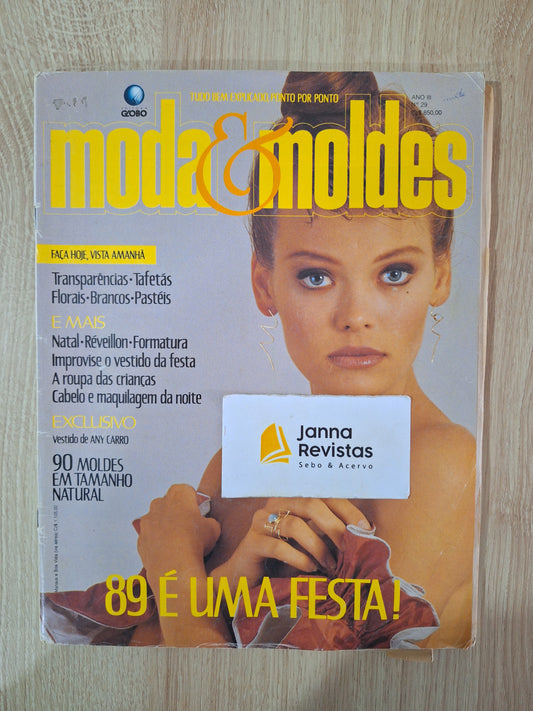 GLOBO
TUDO BEM EXPLICADO, PONTO POR PONTO
ANO III
Nº 29
850,00
moda&moldes
FAÇA HOJE, VISTA AMANHÃ
Transparências•Tafetás
Florais•Brancos•Pastéis
E MAIS
Natal•Réveillon•Formatura
Improvise o vestido da festa
A roupa das crianças
Cabelo e maquilagem da noite
EXCLUSIVO
Vestido de ANY CARRO
90 MOLDES
EM TAMANHO
NATURAL
Janna
Revistas
Sebo & Acervo
89 É UMA FESTA!